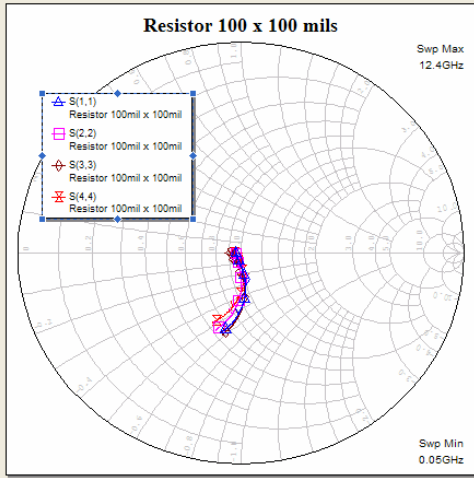 Resistor 100 x 100 mils
Swp Max
12.4GHz
S(1,1)
Resistor 100mil x 100mil
S(2,2)
Resistor 100mil x 100mil
S(3,3)
Resistor 100mil x 100mil
S(4,4)
Resistor 100mil x 100mil
0
Swp Min
0.05GHz